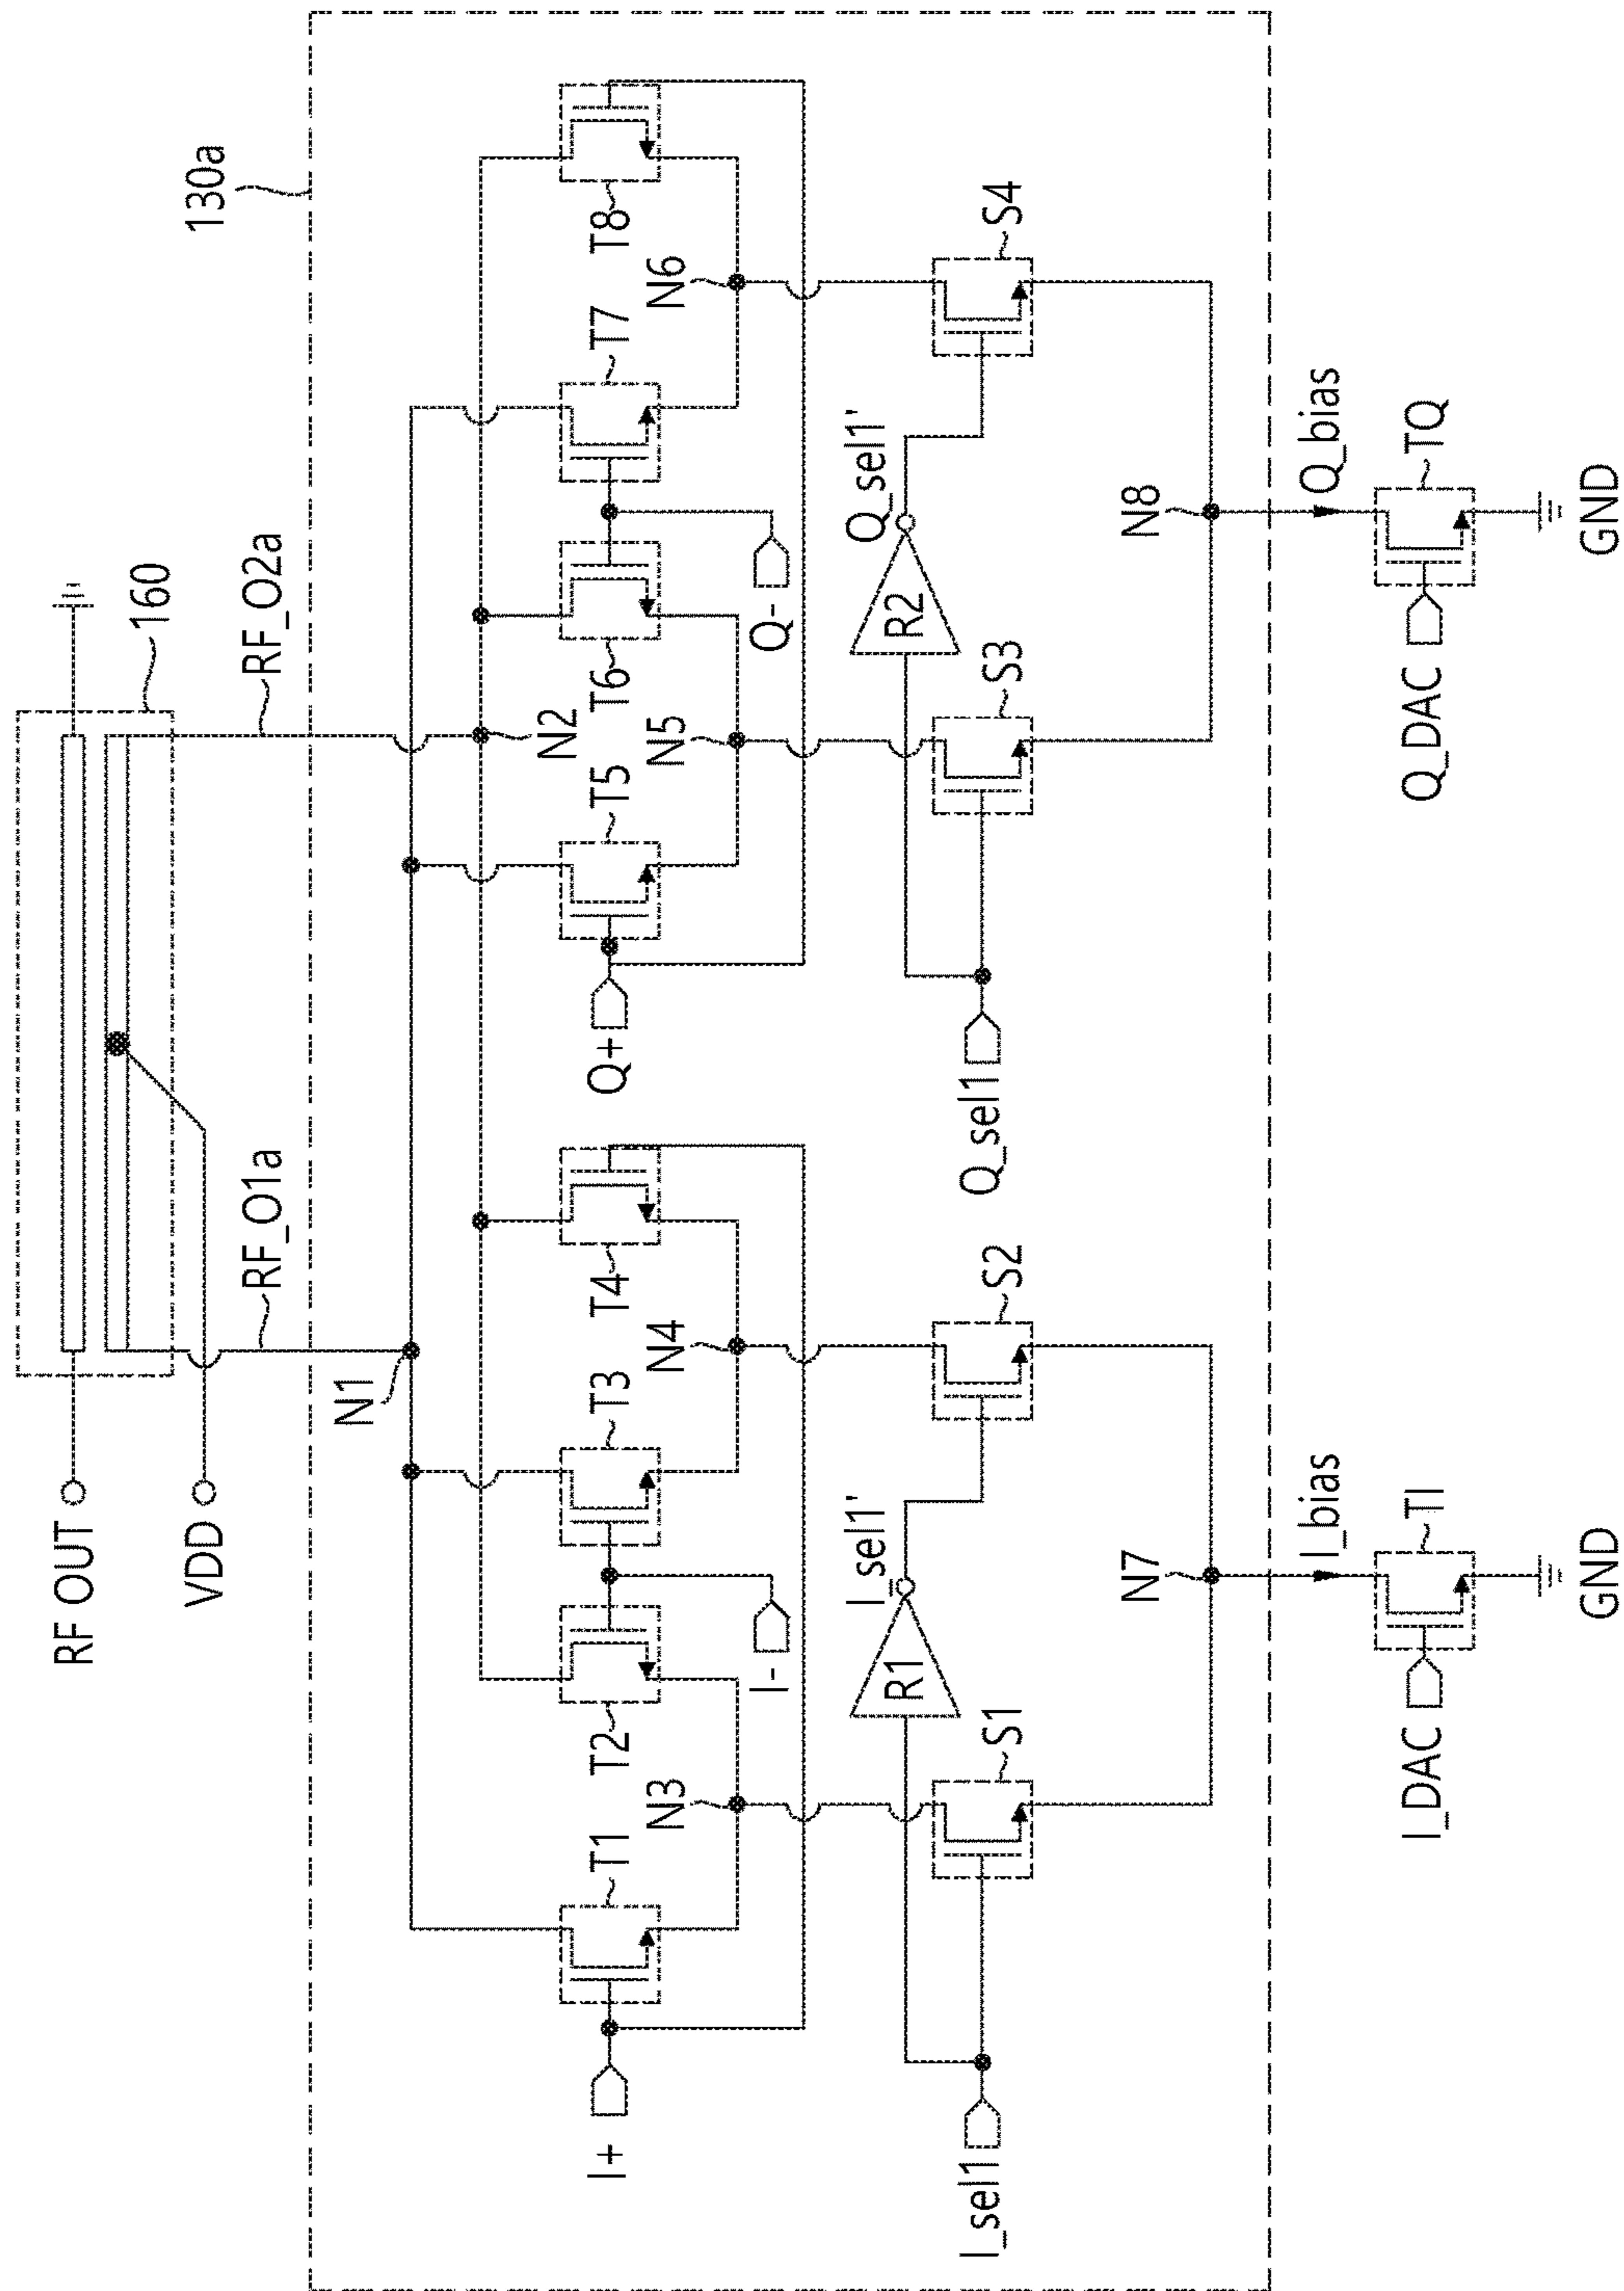 RF OUT
VDD
160
RF_O1a
RF_O2a
130a
N1
N2
I+
T1
T2
T3
T4
Q+
T5
T6
T7
T8
N3
N4
N5
N6
I-
Q-
I_sel1
R1
I_sel1'
S1
S2
Q_sel1
R2
Q_sel1'
S3
S4
N7
N8
I_bias
Q_bias
I_DAC
TI
Q_DAC
TQ
GND
GND